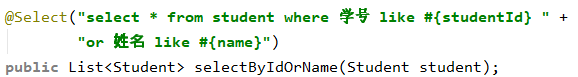 @Select("select * from student where 学号 like #{studentId} " +
"or 姓名 like #{name}")
public List<Student> selectByIdOrName(Student student);